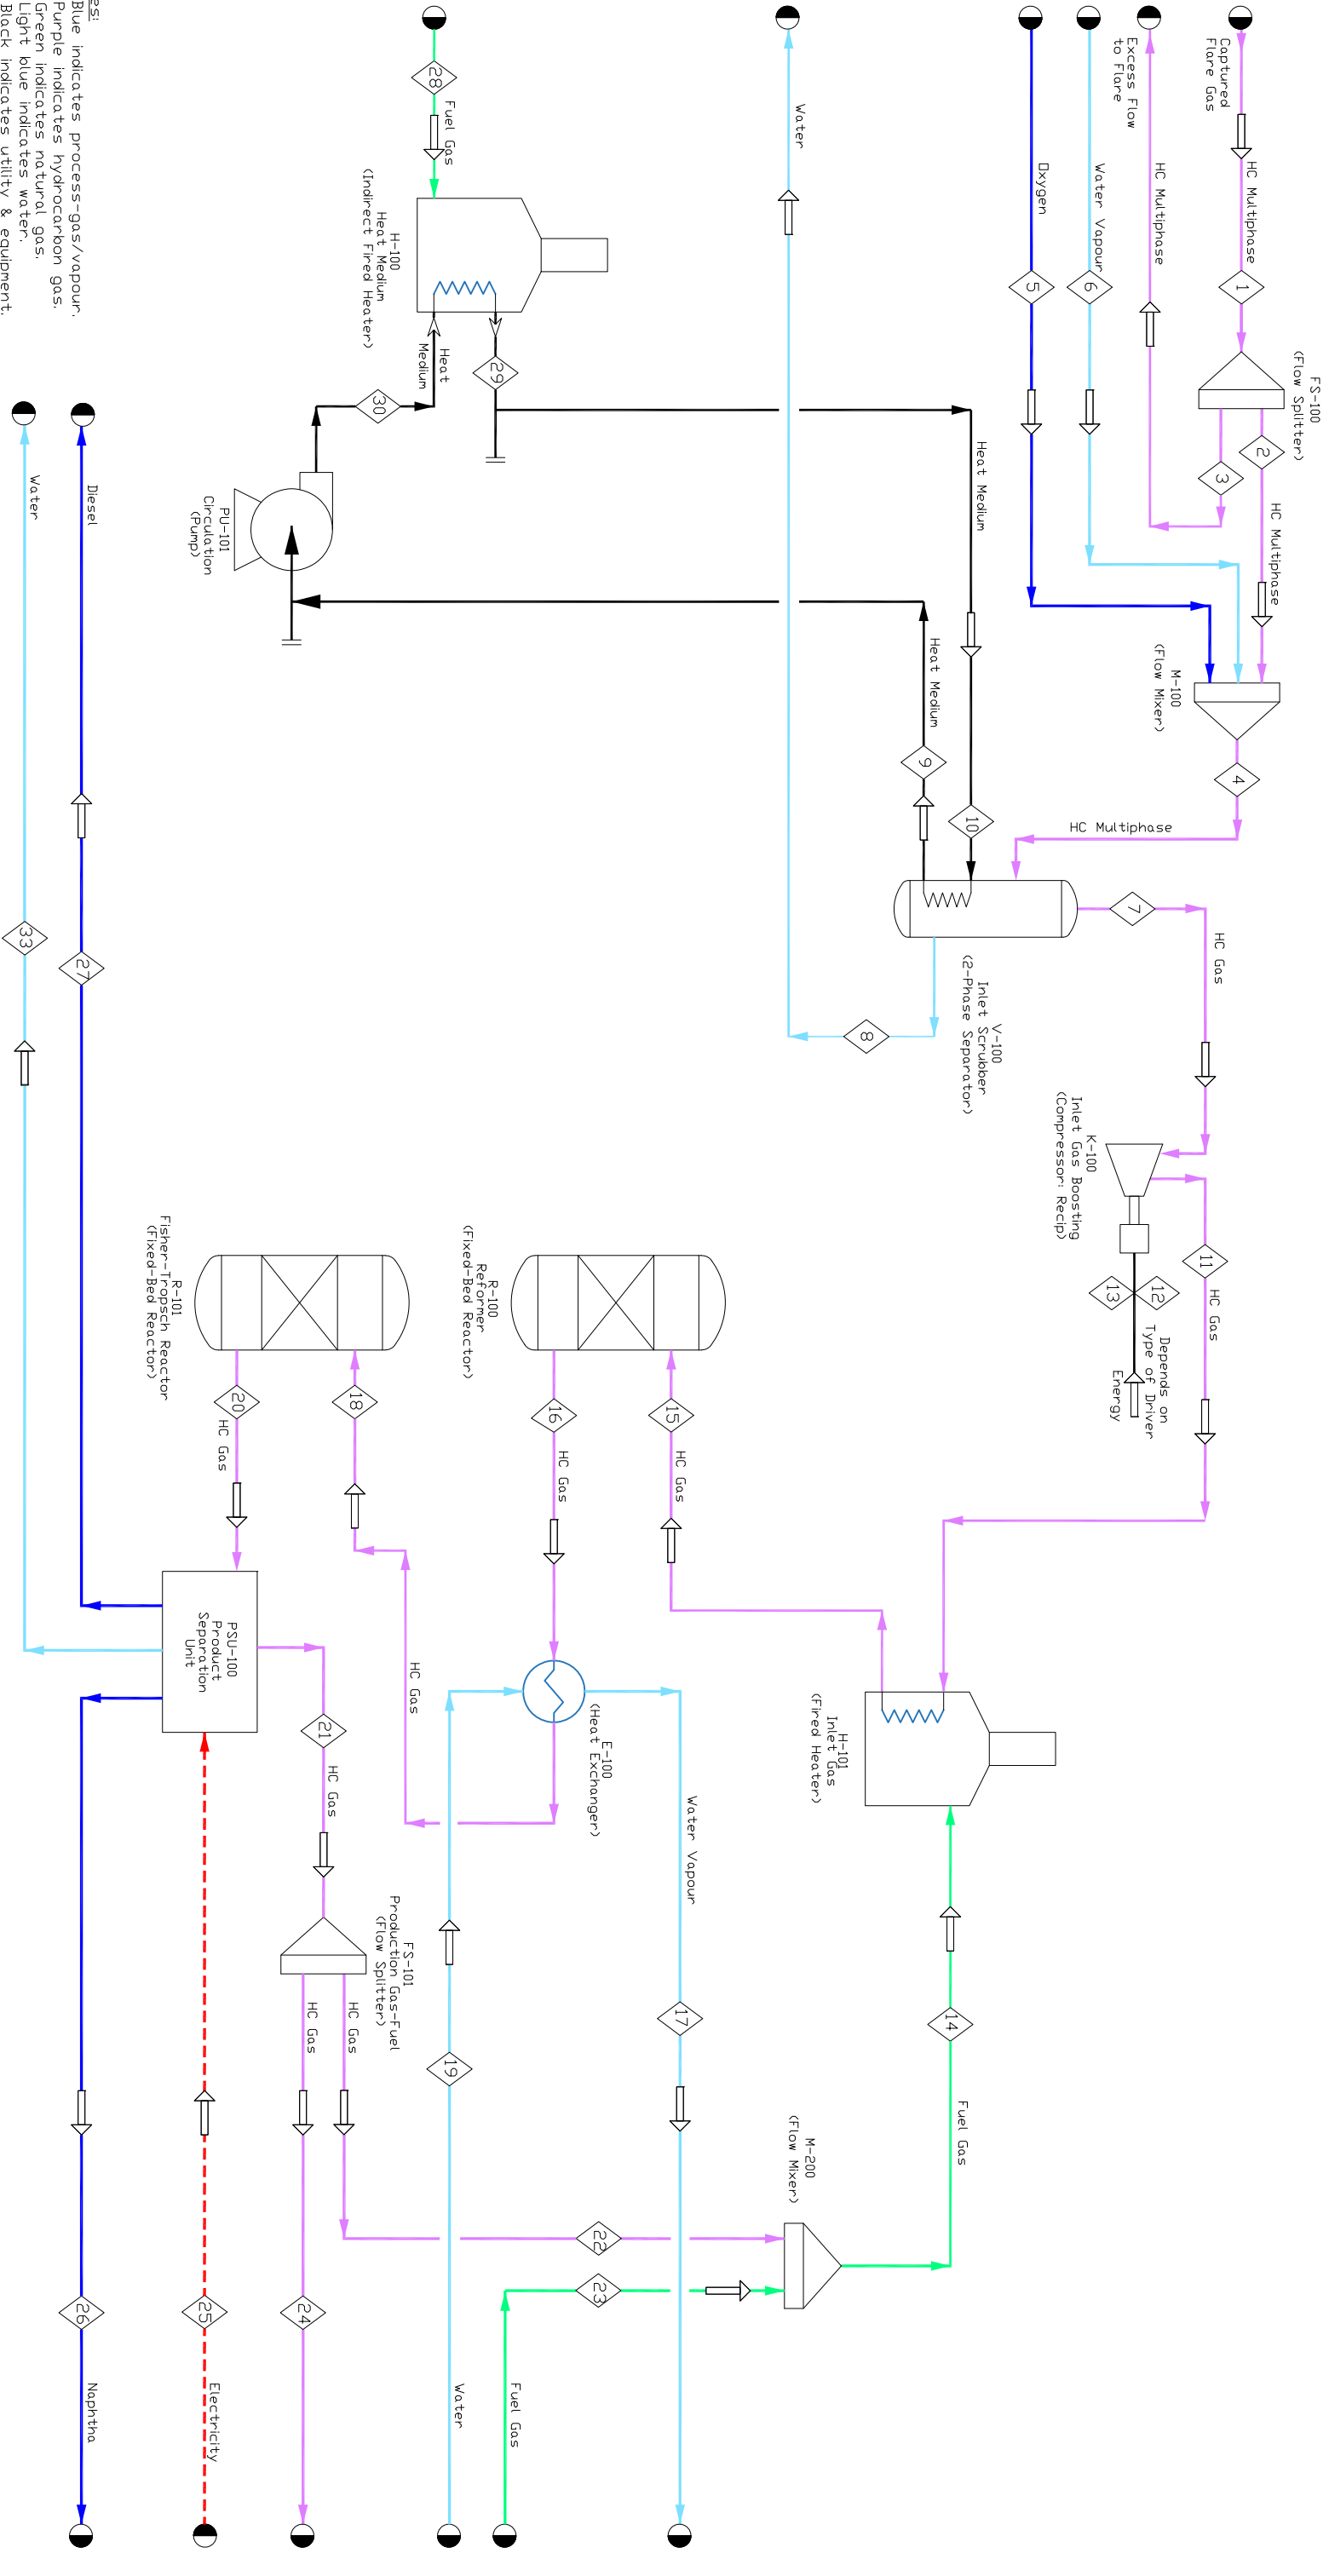 Captured
Flare Gas
HC Multiphase
1
FS-100
(Flow Splitter)
2
HC Multiphase
3
Excess Flow
to Flare
HC Multiphase
Water Vapour
6
Oxygen
5
M-100
(Flow Mixer)
4
HC Multiphase
7
HC Gas
V-100
Inlet Scrubber
(2-Phase Separator)
8
Water
Heat Medium
10
Heat Medium
9
K-100
Inlet Gas Boosting
(Compressor: Recip)
11
HC Gas
12
13
Depends on
Type of Driver
Energy
28
Fuel Gas
H-100
Heat Medium
(Indirect Fired Heater)
29
Heat
Medium
30
PU-101
Circulation
(Pump)
H-101
Inlet Gas
(Fired Heater)
14
Fuel Gas
M-200
(Flow Mixer)
R-100
Reformer
(Fixed-Bed Reactor)
15
HC Gas
16
HC Gas
E-100
(Heat Exchanger)
Water Vapour
17
HC Gas
19
Water
22
23
Fuel Gas
R-101
Fisher-Tropsch Reactor
(Fixed-Bed Reactor)
18
20
HC Gas
PSU-100
Product
Separation
Unit
21
HC Gas
FS-101
Production Gas-Fuel
(Flow Splitter)
HC Gas
HC Gas
24
25
Electricity
26
Naphtha
Diesel
27
Water
33
es:
Blue indicates process-gas/vapour.
Purple indicates hydrocarbon gas.
Green indicates natural gas.
Light blue indicates water.
Black indicates utility & equipment.